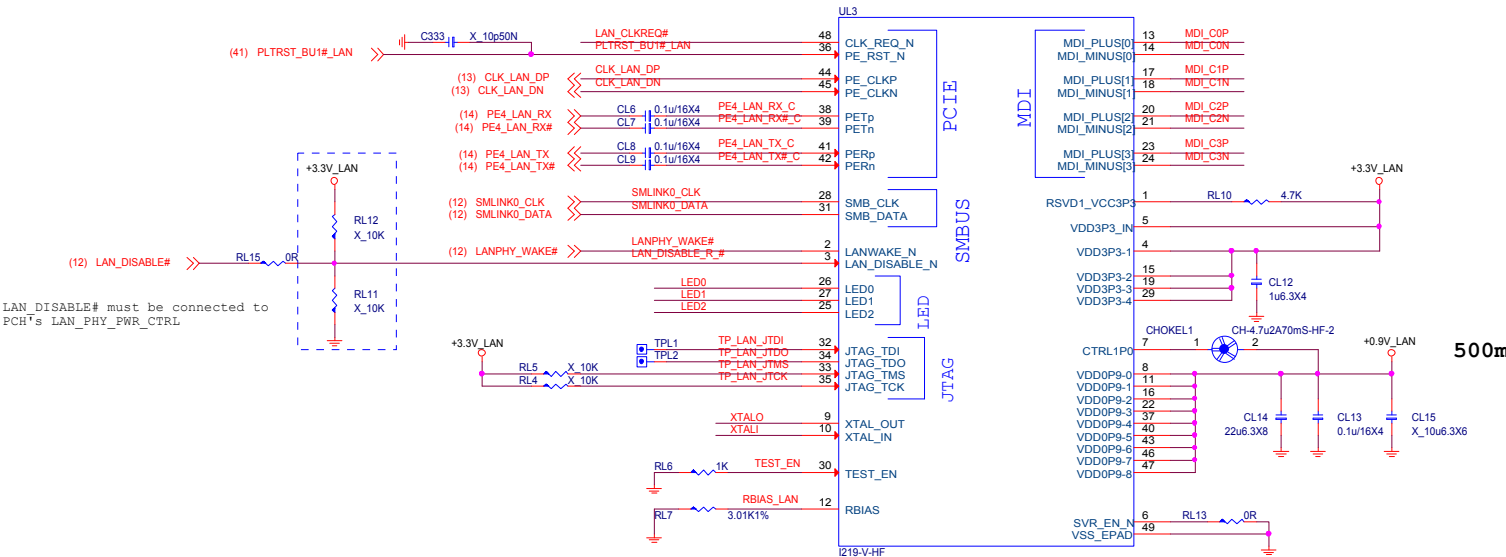 UL3
C333 X_10p50N
LAN_CLKREQ# 48 CLK_REQ_N
(41) PLTRST_BU1#_LAN PLTRST_BU1#_LAN 36 PE_RST_N
(13) CLK_LAN_DP CLK_LAN_DP 44 PE_CLKP
(13) CLK_LAN_DN CLK_LAN_DN 45 PE_CLKN
(14) PE4_LAN_RX CL6 0.1u/16X4 PE4_LAN_RX_C 38 PETp
(14) PE4_LAN_RX# CL7 0.1u/16X4 PE4_LAN_RX#_C 39 PETn
(14) PE4_LAN_TX CL8 0.1u/16X4 PE4_LAN_TX_C 41 PERp
(14) PE4_LAN_TX# CL9 0.1u/16X4 PE4_LAN_TX#_C 42 PERn
PCIE
(12) SMLINK0_CLK SMLINK0_CLK 28 SMB_CLK
(12) SMLINK0_DATA SMLINK0_DATA 31 SMB_DATA
SMBUS
+3.3V_LAN
RL12
X_10K
(12) LANPHY_WAKE# LANPHY_WAKE# 2 LANWAKE_N
(12) LAN_DISABLE# RL15 0R LAN_DISABLE_R_# 3 LAN_DISABLE_N
RL11
X_10K
LAN_DISABLE# must be connected to
PCH's LAN_PHY_PWR_CTRL
LED0 26 LED0
LED1 27 LED1
LED2 25 LED2
LED
+3.3V_LAN
TPL1 TP_LAN_JTDI 32 JTAG_TDI
TPL2 TP_LAN_JTDO 34 JTAG_TDO
RL5 X_10K TP_LAN_JTMS 33 JTAG_TMS
RL4 X_10K TP_LAN_JTCK 35 JTAG_TCK
JTAG
XTALO 9 XTAL_OUT
XTALI 10 XTAL_IN
RL6 1K TEST_EN 30 TEST_EN
RL7 3.01K1% RBIAS_LAN 12 RBIAS
I219-V-HF
MDI
MDI_PLUS[0] 13 MDI_C0P
MDI_MINUS[0] 14 MDI_C0N
MDI_PLUS[1] 17 MDI_C1P
MDI_MINUS[1] 18 MDI_C1N
MDI_PLUS[2] 20 MDI_C2P
MDI_MINUS[2] 21 MDI_C2N
MDI_PLUS[3] 23 MDI_C3P
MDI_MINUS[3] 24 MDI_C3N
+3.3V_LAN
RSVD1_VCC3P3 1 RL10 4.7K
VDD3P3_IN 5
VDD3P3-1 4
VDD3P3-2 15
VDD3P3-3 19
VDD3P3-4 29
CL12
1u6.3X4
CHOKEL1 CH-4.7u2A70mS-HF-2
CTRL1P0 7 1 2
+0.9V_LAN
500m
VDD0P9-0 8
VDD0P9-1 11
VDD0P9-2 16
VDD0P9-3 22
VDD0P9-4 37
VDD0P9-5 40
VDD0P9-6 43
VDD0P9-7 46
VDD0P9-8 47
CL14 CL13 CL15
22u6.3X8 0.1u/16X4 X_10u6.3X6
SVR_EN_N 6 RL13 0R
VSS_EPAD 49